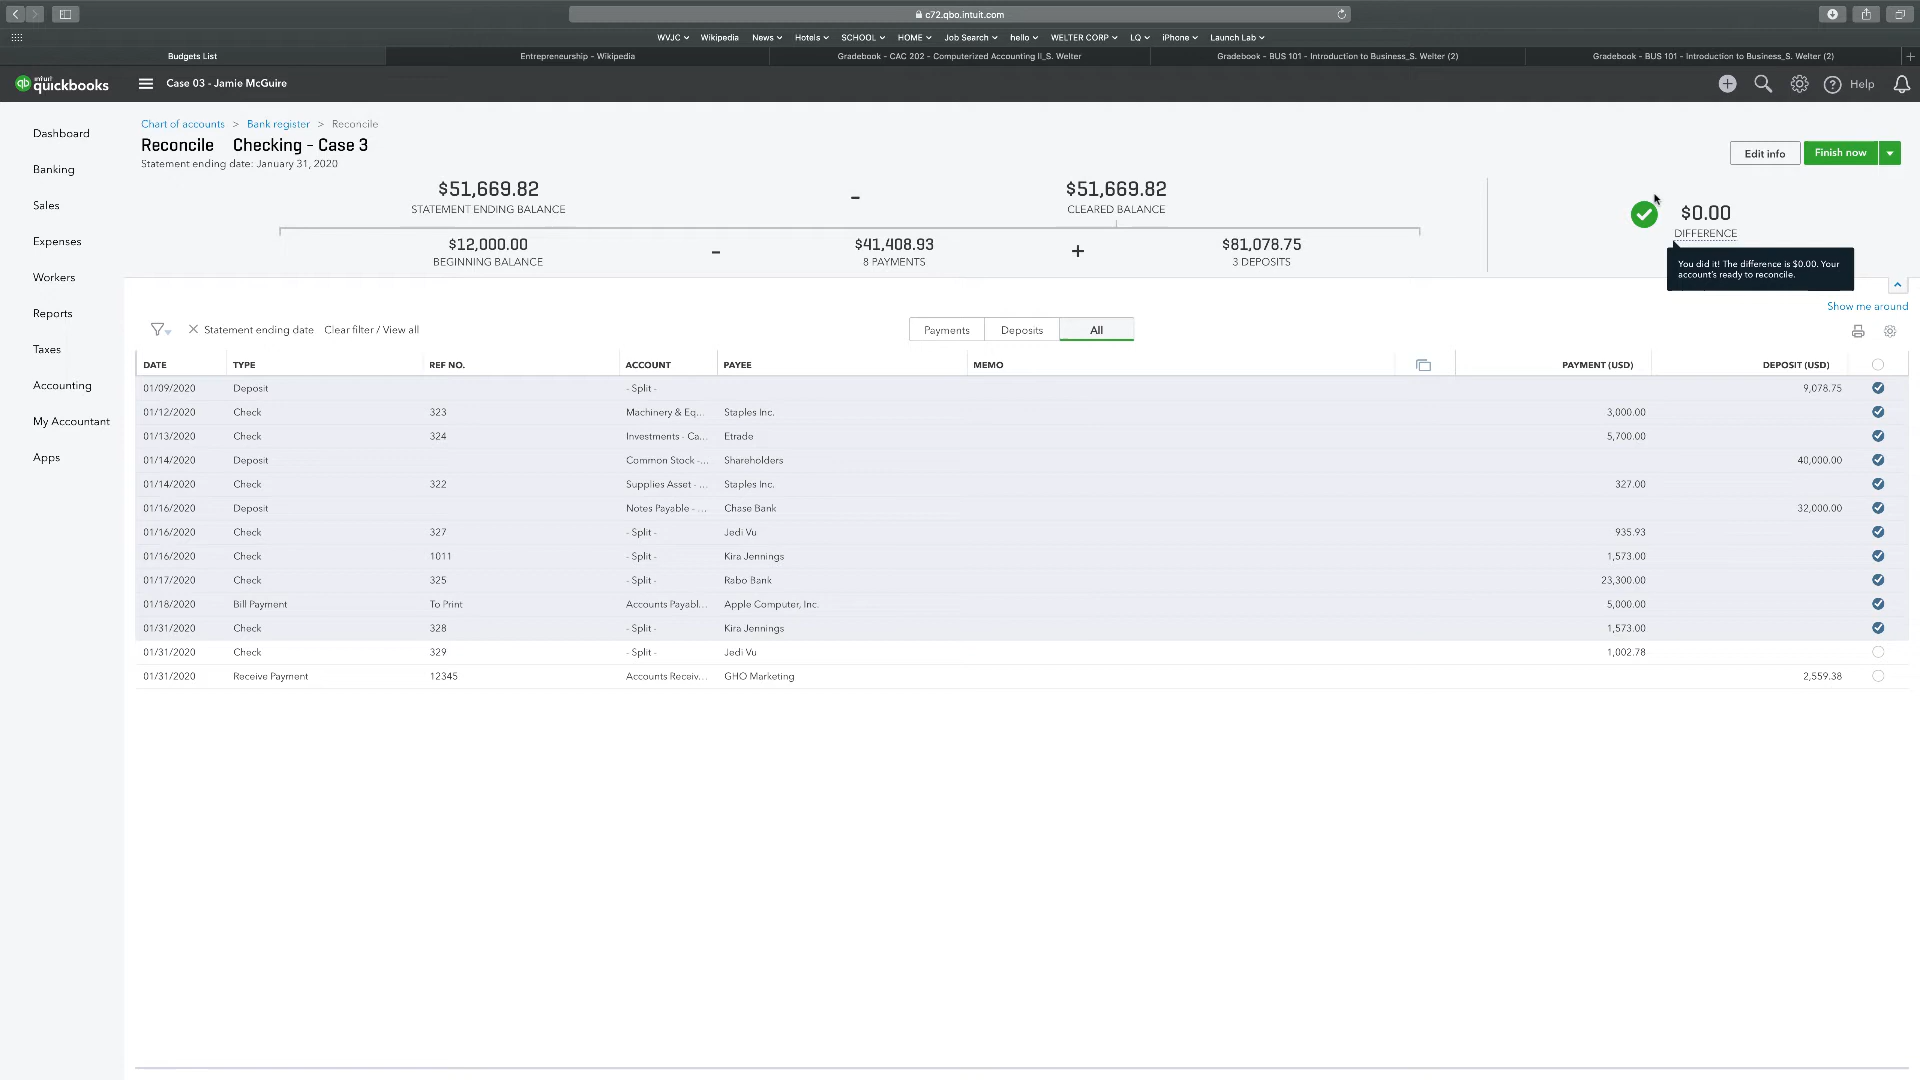 c72.qbo.intuit.com
WVJC Wikipedia News Hotels SCHOOL HOME Job Search hello WELTER CORP LQ iPhone Launch Lab
Budgets List Entrepreneurship - Wikipedia Gradebook - CAC 202 - Computerized Accounting II_S. Welter Gradebook - BUS 101 - Introduction to Business_S. Welter (2) Gradebook - BUS 101 - Introduction to Business_S. Welter (2)
intuit quickbooks Case 03 - Jamie McGuire Help
Dashboard
Banking
Sales
Expenses
Workers
Reports
Taxes
Accounting
My Accountant
Apps
Chart of accounts > Bank register > Reconcile
Reconcile Checking - Case 3
Statement ending date: January 31, 2020
Edit info Finish now
$51,669.82 - $51,669.82
STATEMENT ENDING BALANCE CLEARED BALANCE
$12,000.00 - $41,408.93 + $81,078.75
BEGINNING BALANCE 8 PAYMENTS 3 DEPOSITS
$0.00
DIFFERENCE
You did it! The difference is $0.00. Your
account's ready to reconcile.
Show me around
Statement ending date Clear filter / View all Payments Deposits All
DATE TYPE REF NO. ACCOUNT PAYEE MEMO PAYMENT (USD) DEPOSIT (USD)
01/09/2020 Deposit - Split - 9,078.75
01/12/2020 Check 323 Machinery & Eq... Staples Inc. 3,000.00
01/13/2020 Check 324 Investments - Ca... Etrade 5,700.00
01/14/2020 Deposit Common Stock -... Shareholders 40,000.00
01/14/2020 Check 322 Supplies Asset - ... Staples Inc. 327.00
01/16/2020 Deposit Notes Payable - ... Chase Bank 32,000.00
01/16/2020 Check 327 - Split - Jedi Vu 935.93
01/16/2020 Check 1011 - Split - Kira Jennings 1,573.00
01/17/2020 Check 325 - Split - Rabo Bank 23,300.00
01/18/2020 Bill Payment To Print Accounts Payabl... Apple Computer, Inc. 5,000.00
01/31/2020 Check 328 - Split - Kira Jennings 1,573.00
01/31/2020 Check 329 - Split - Jedi Vu 1,002.78
01/31/2020 Receive Payment 12345 Accounts Receiv... GHO Marketing 2,559.38